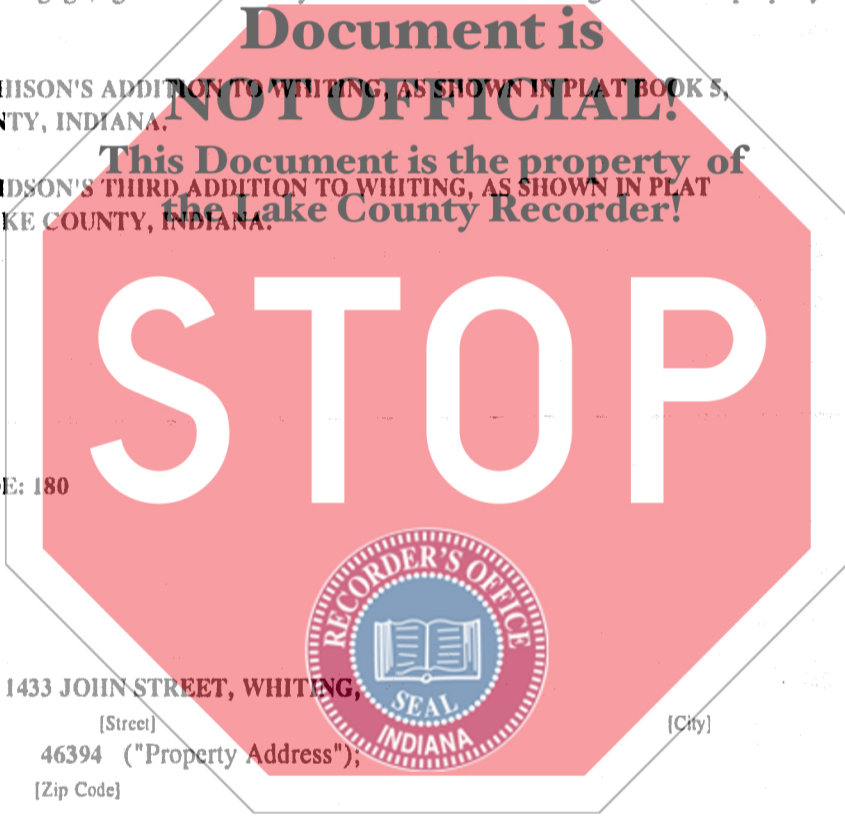 Document is
HISON'S ADDITION TO WHITING, AS SHOWN IN PLAT BOOK 5,
NOT OFFICIAL!
NTY, INDIANA.
This Document is the property of
DSON'S THIRD ADDITION TO WHITING, AS SHOWN IN PLAT
the Lake County Recorder!
KE COUNTY, INDIANA.
STOP
E: 180
RECORDER'S OFFICE
SEAL
INDIANA
1433 JOHN STREET, WHITING,
[Street] [City]
46394 ("Property Address");
[Zip Code]